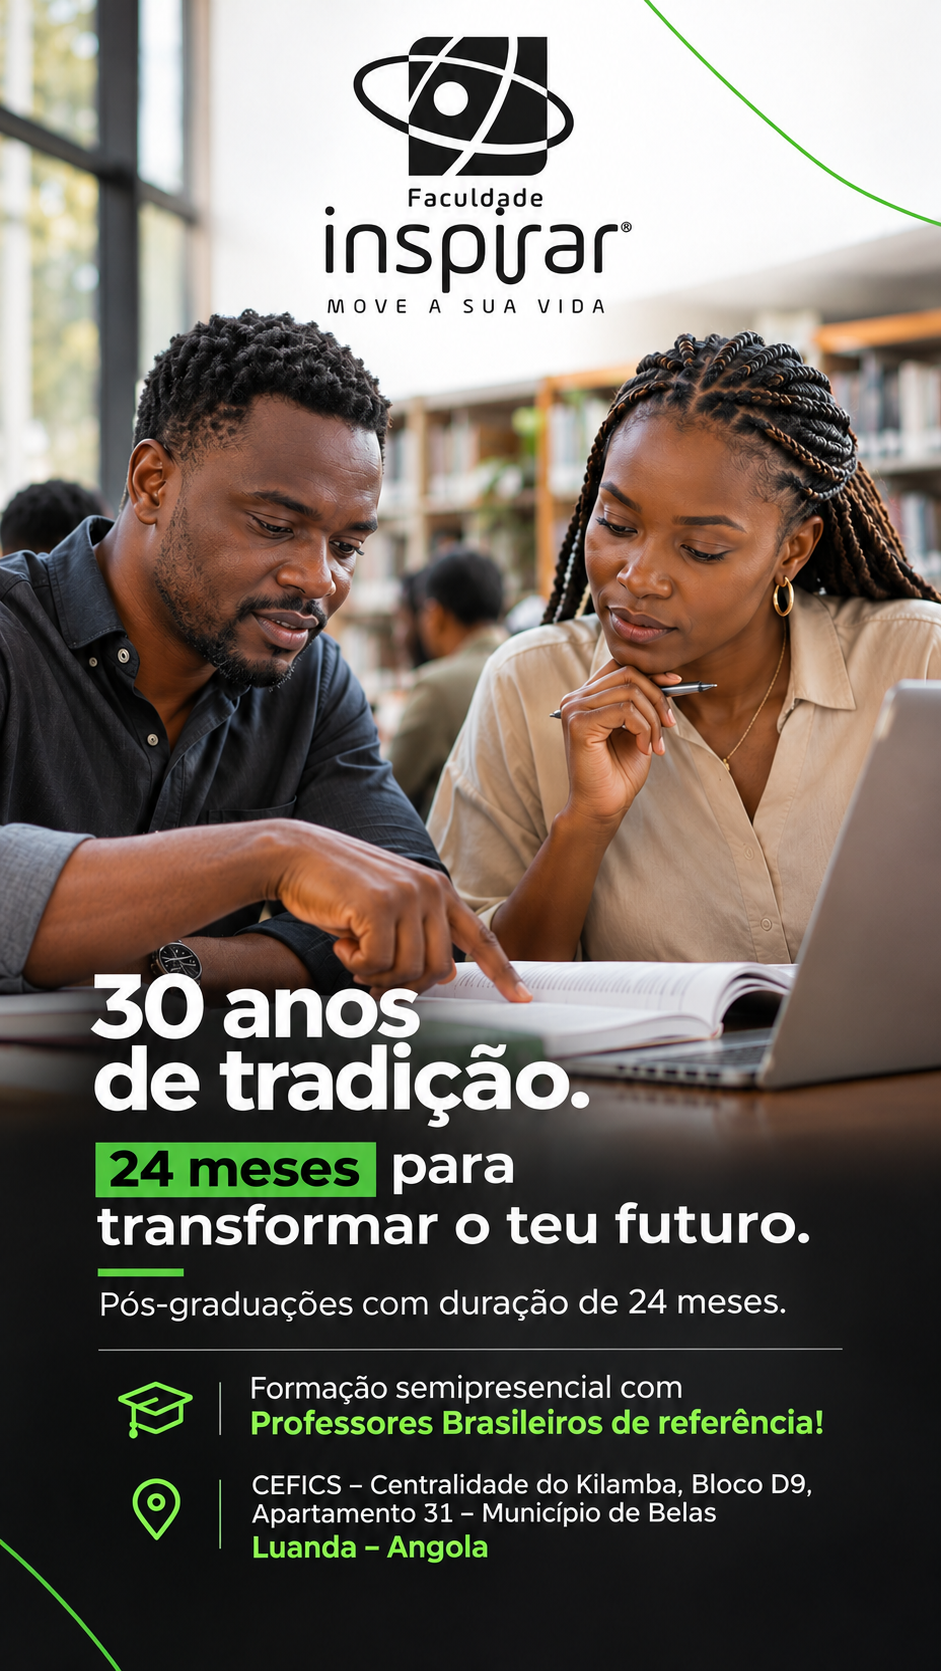 Faculdade
inspirar®
MOVE A SUA VIDA
30 anos
de tradição.
24 meses para
transformar o teu futuro.
Pós-graduações com duração de 24 meses.
Formação semipresencial com
Professores Brasileiros de referência!
CEFICS – Centralidade do Kilamba, Bloco D9,
Apartamento 31 – Município de Belas
Luanda – Angola